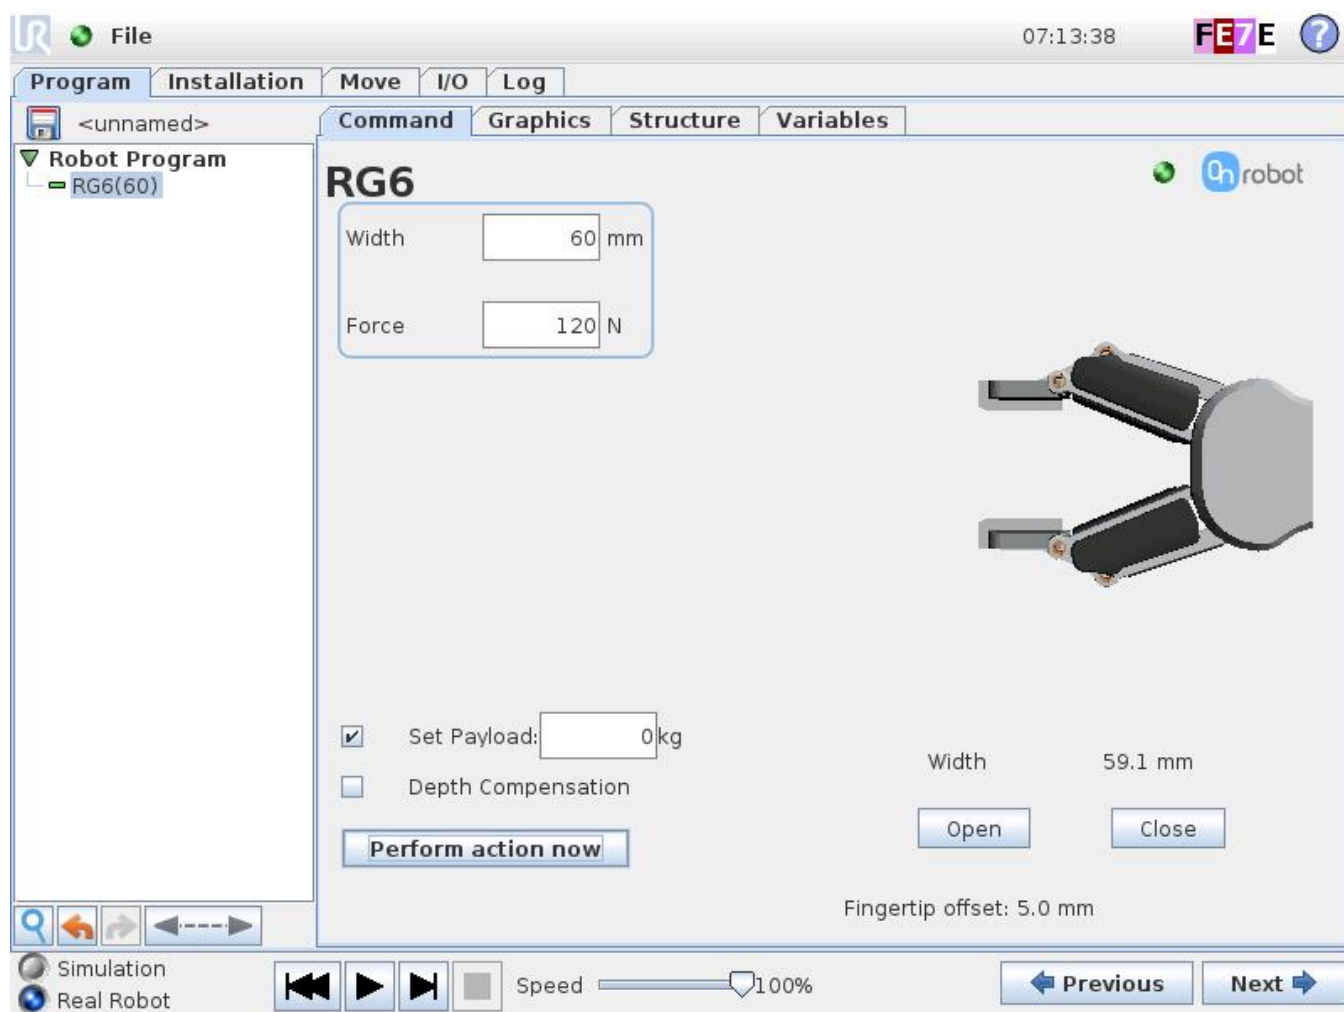 UR File 07:13:38 FE7E ?
Program Installation Move I/O Log
<unnamed> Command Graphics Structure Variables
Robot Program
RG6(60)
RG6
On robot
Width 60 mm
Force 120 N
Set Payload: 0 kg
Depth Compensation
Perform action now
Width 59.1 mm
Open Close
Fingertip offset: 5.0 mm
Simulation
Real Robot
Speed 100%
Previous Next